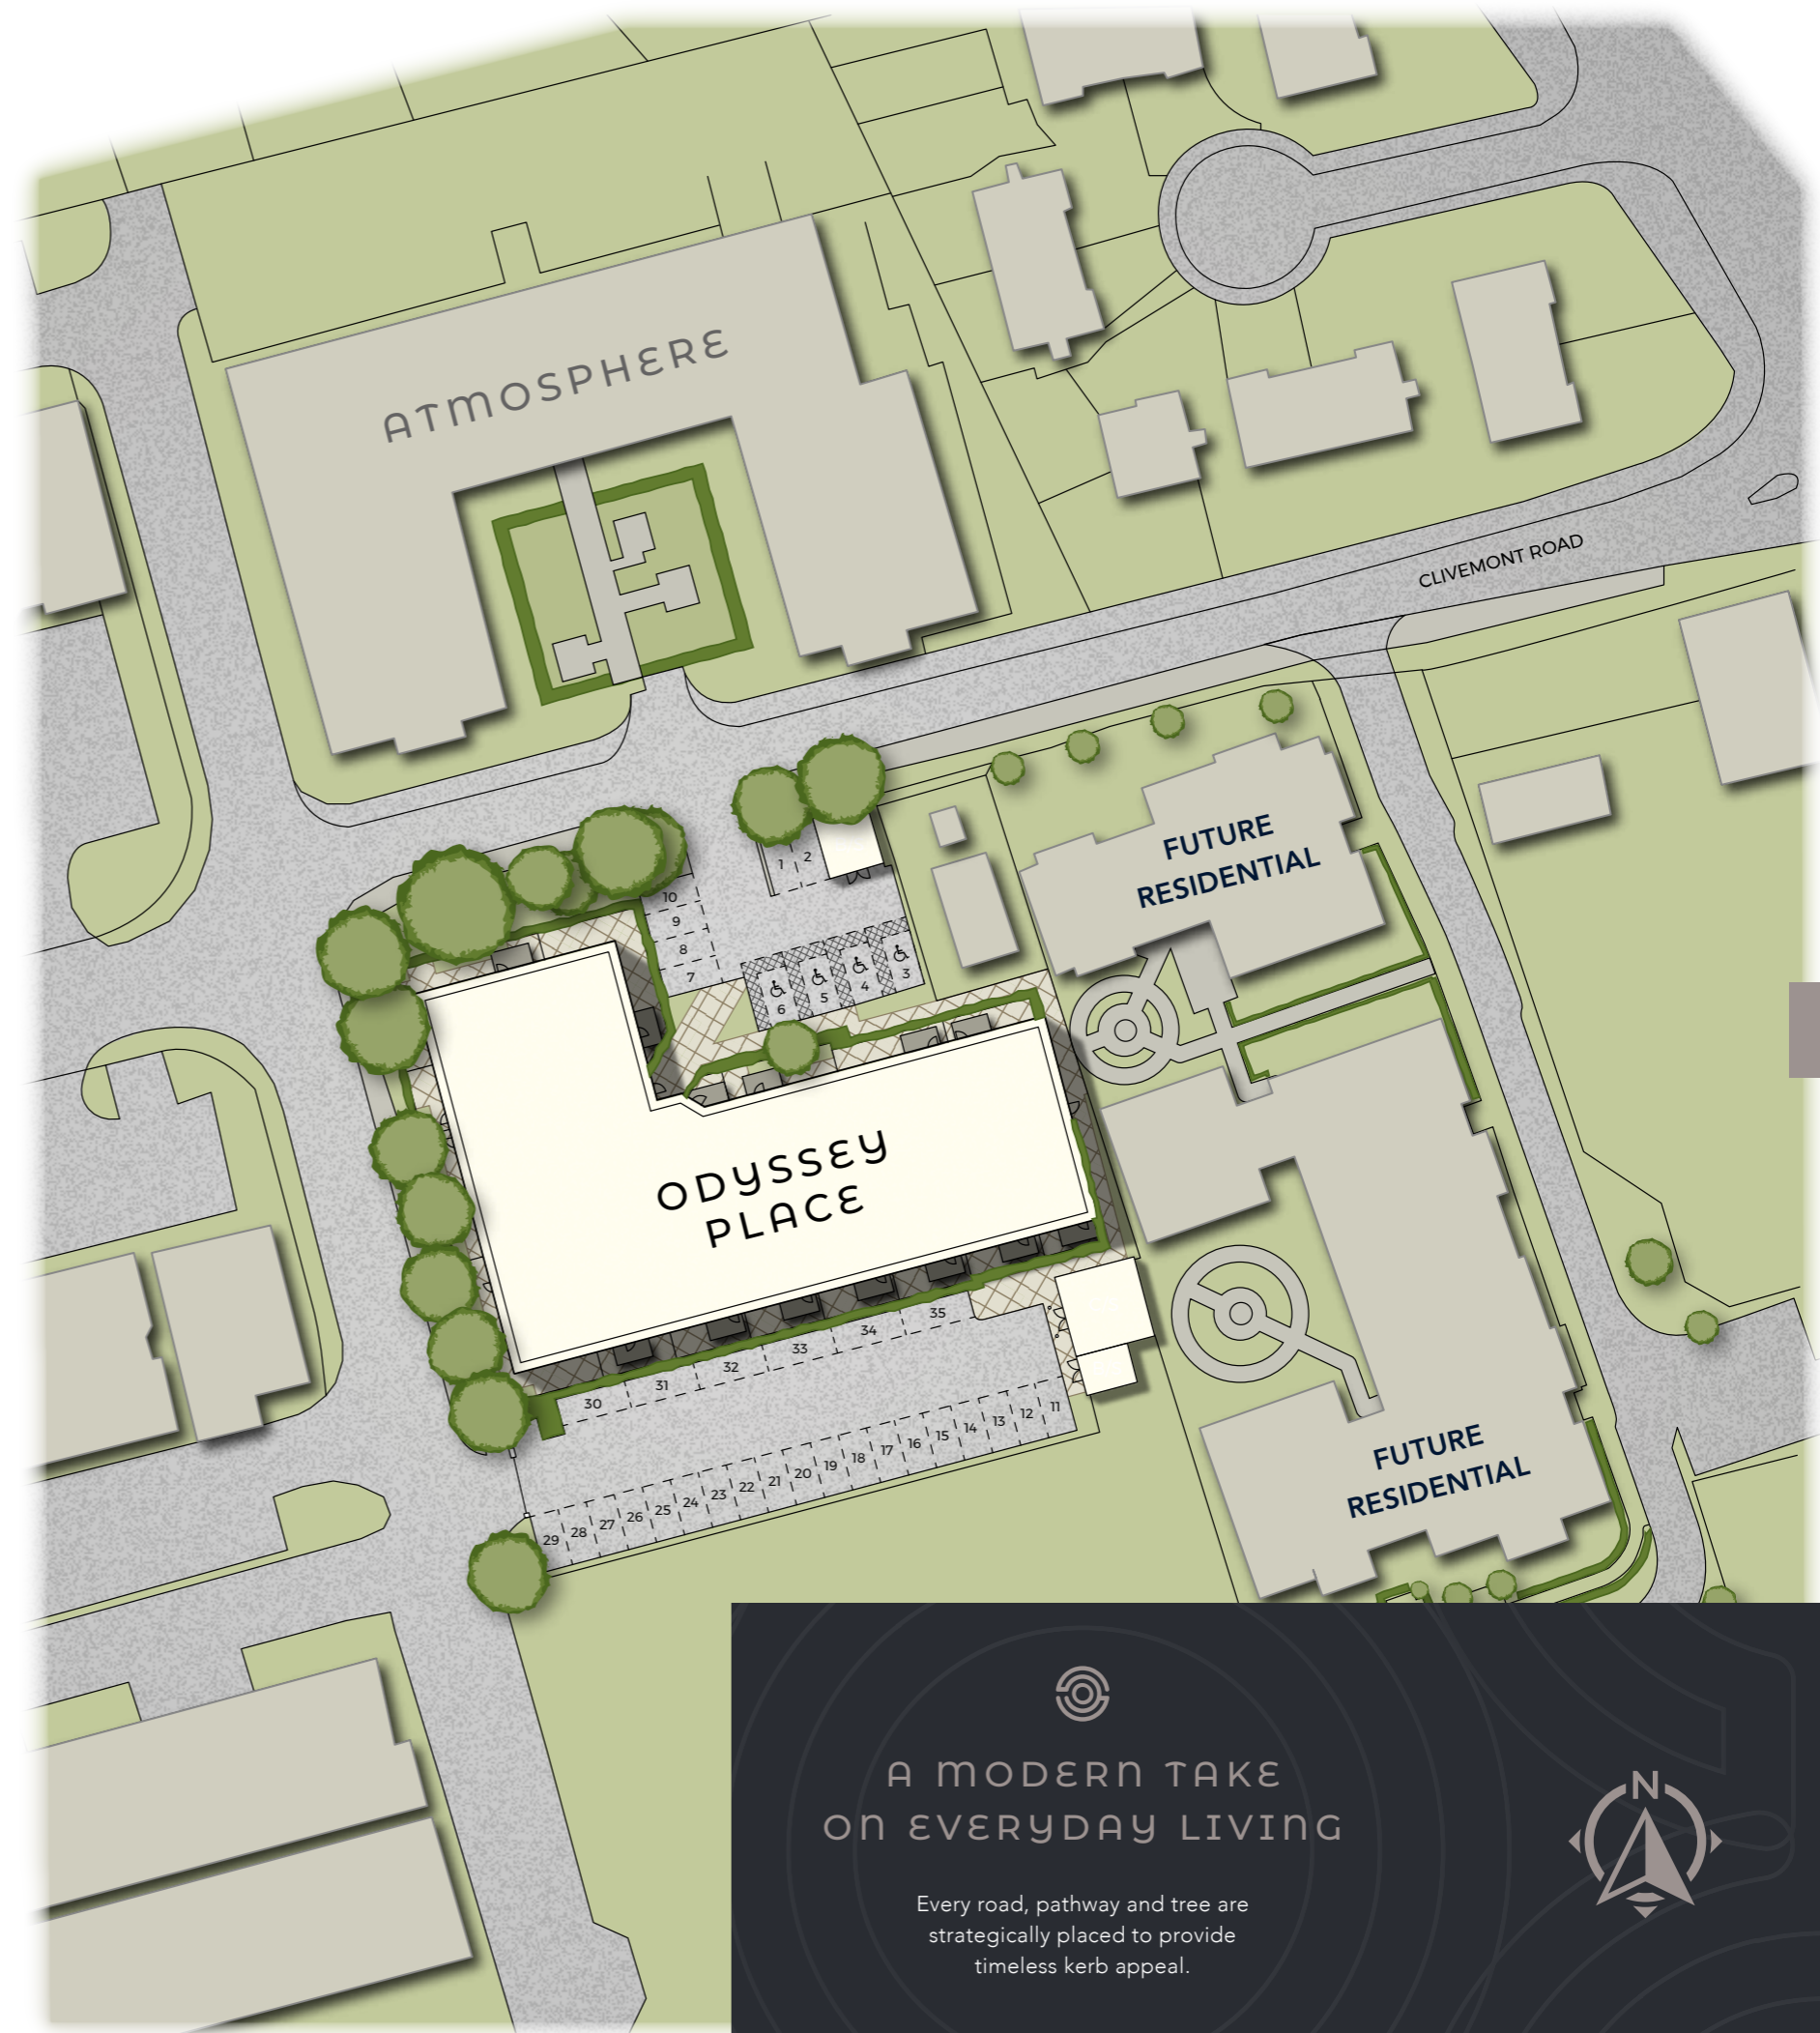 ATMOSPHERE
CLIVEMONT ROAD
FUTURE
RESIDENTIAL
1
2
10
9
8
7
3
4
5
6
ODYSSEY
PLACE
35
34
33
32
31
30
11
12
13
14
15
16
17
18
19
20
21
22
23
24
25
26
27
28
29
FUTURE
RESIDENTIAL
A MODERN TAKE
ON EVERYDAY LIVING
N
Every road, pathway and tree are
strategically placed to provide
timeless kerb appeal.